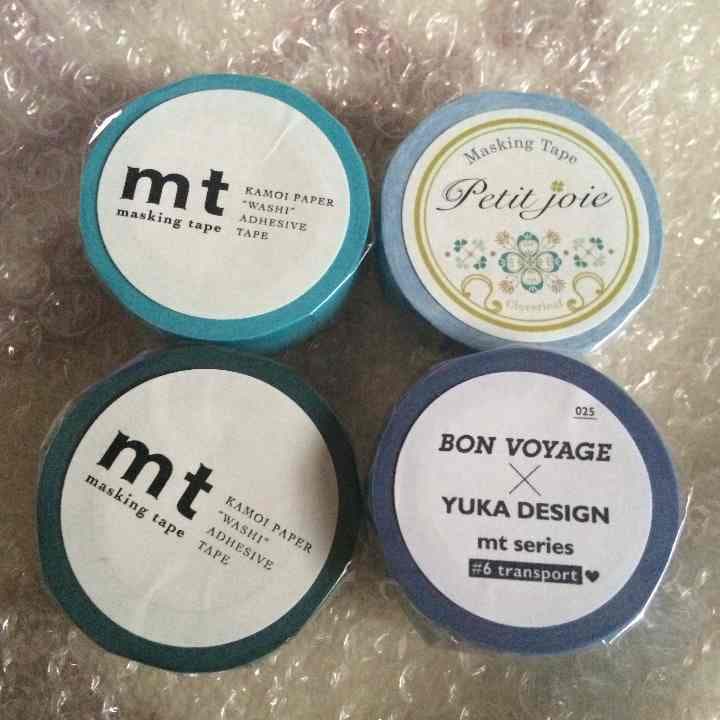 mt
masking tape
KAMOI PAPER
"WASHI"
ADHESIVE
TAPE
Masking Tape
Petit joie
Cloverleaf
mt
masking tape
KAMOI PAPER
"WASHI"
ADHESIVE
TAPE
025
BON VOYAGE
×
YUKA DESIGN
mt series
#6 transport ♥